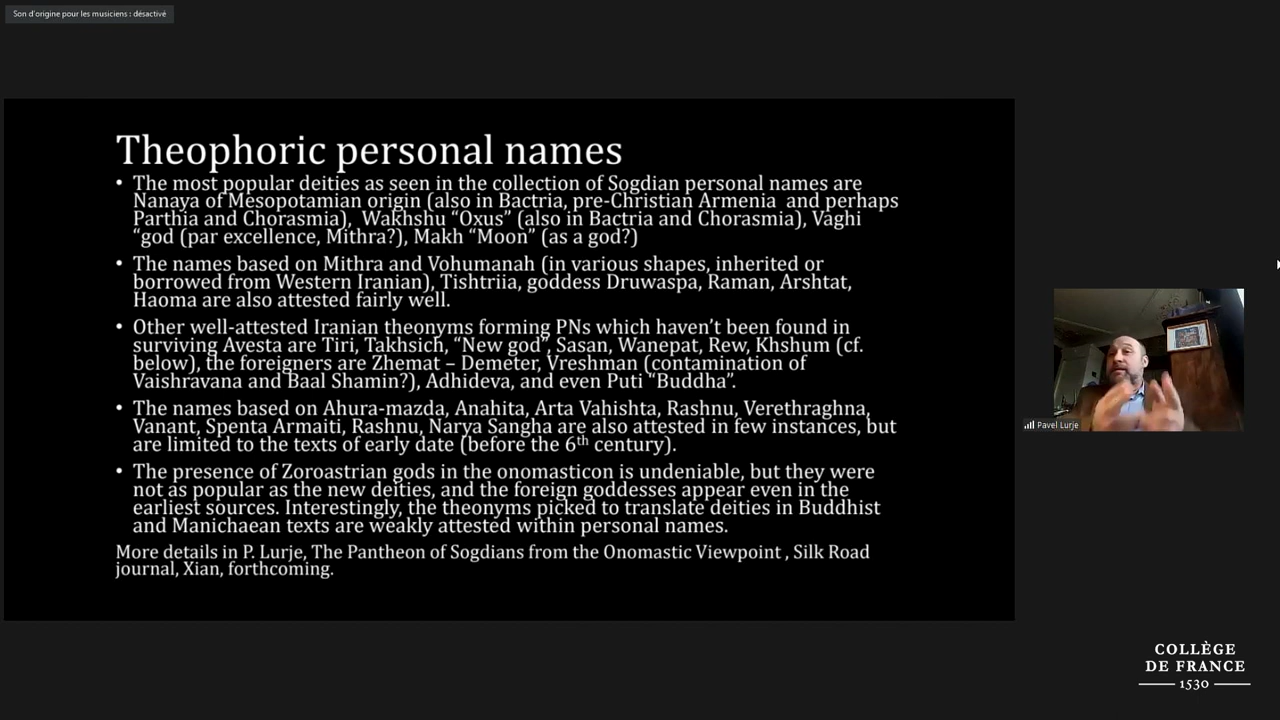 Son d'origine pour les musiciens : désactivé
Theophoric personal names
• The most popular deities as seen in the collection of Sogdian personal names are
Nanaya of Mesopotamian origin (also in Bactria, pre-Christian Armenia and perhaps
Parthia and Chorasmia), Wakhshu “Oxus” (also in Bactria and Chorasmia), Vaghi
“god (par excellence, Mithra?), Makh “Moon” (as a god?)
• The names based on Mithra and Vohumanah (in various shapes, inherited or
borrowed from Western Iranian), Tishtriia, goddess Druwaspa, Raman, Arshtat,
Haoma are also attested fairly well.
• Other well-attested Iranian theonyms forming PNs which haven’t been found in
surviving Avesta are Tiri, Takhsich, “New god”, Sasan, Wanepat, Rew, Khshum (cf.
below), the foreigners are Zhemat – Demeter, Vreshman (contamination of
Vaishravana and Baal Shamin?), Adhideva, and even Puti “Buddha”.
• The names based on Ahura-mazda, Anahita, Arta Vahishta, Rashnu, Verethraghna,
Vanant, Spenta Armaiti, Rashnu, Narya Sangha are also attested in few instances, but
are limited to the texts of early date (before the 6th century).
• The presence of Zoroastrian gods in the onomasticon is undeniable, but they were
not as popular as the new deities, and the foreign goddesses appear even in the
earliest sources. Interestingly, the theonyms picked to translate deities in Buddhist
and Manichaean texts are weakly attested within personal names.
More details in P. Lurje, The Pantheon of Sogdians from the Onomastic Viewpoint , Silk Road
journal, Xian, forthcoming.
Pavel Lurje
COLLÈGE
DE FRANCE
1530